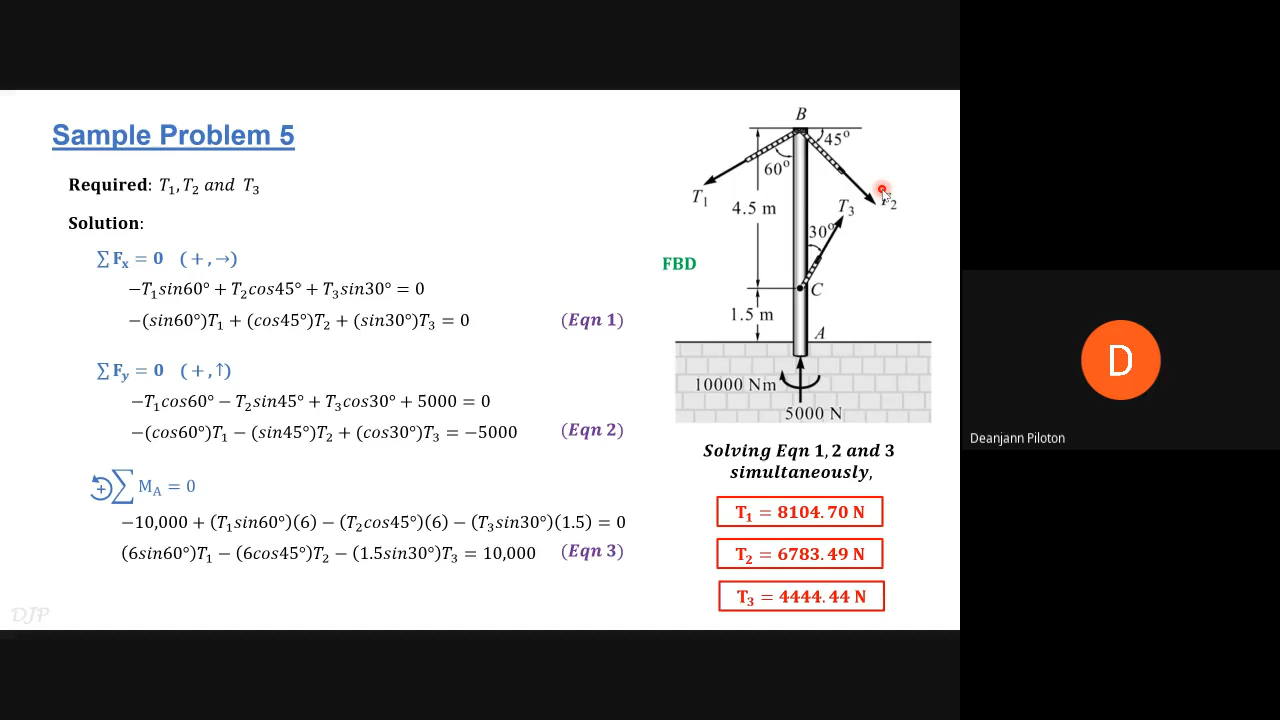 Sample Problem 5
Required: T₁, T₂ and T₃
Solution:
∑ Fₓ = 0 (+,→)
−T₁sin60° + T₂cos45° + T₃sin30° = 0
−(sin60°)T₁ + (cos45°)T₂ + (sin30°)T₃ = 0 (Eqn 1)
∑ Fᵧ = 0 (+,↑)
−T₁cos60° − T₂sin45° + T₃cos30° + 5000 = 0
−(cos60°)T₁ − (sin45°)T₂ + (cos30°)T₃ = −5000 (Eqn 2)
+ ∑ M_A = 0
−10,000 + (T₁sin60°)(6) − (T₂cos45°)(6) − (T₃sin30°)(1.5) = 0
(6sin60°)T₁ − (6cos45°)T₂ − (1.5sin30°)T₃ = 10,000 (Eqn 3)
DJP
B
45°
60°
T₁
4.5 m
T₃
30°
FBD
C
1.5 m
A
10000 Nm
5000 N
Solving Eqn 1, 2 and 3
simultaneously,
T₁ = 8104.70 N
T₂ = 6783.49 N
T₃ = 4444.44 N
D
Deanjann Piloton